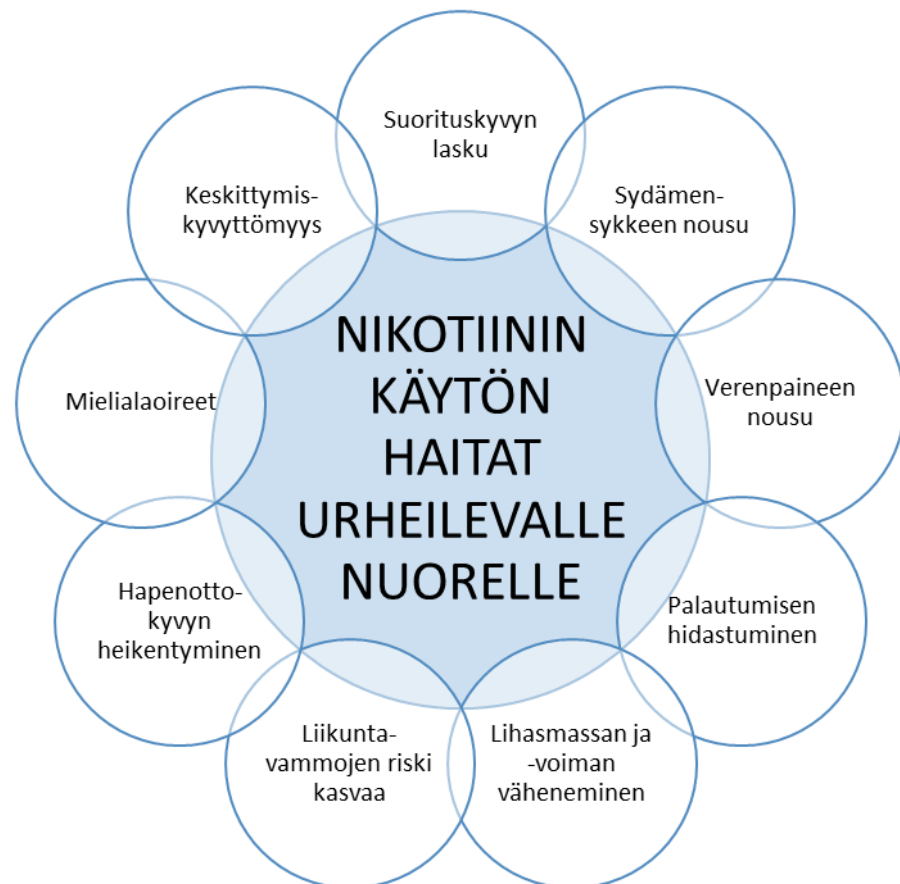 Suorituskyvyn
lasku
Sydämen-
sykkeen nousu
Verenpaineen
nousu
Palautumisen
hidastuminen
Lihasmassan ja
-voiman
väheneminen
Liikunta-
vammojen riski
kasvaa
Hapenotto-
kyvyn
heikentyminen
Mielialaoireet
Keskittymis-
kyvyttömyys
NIKOTIININ
KÄYTÖN
HAITAT
URHEILEVALLE
NUORELLE